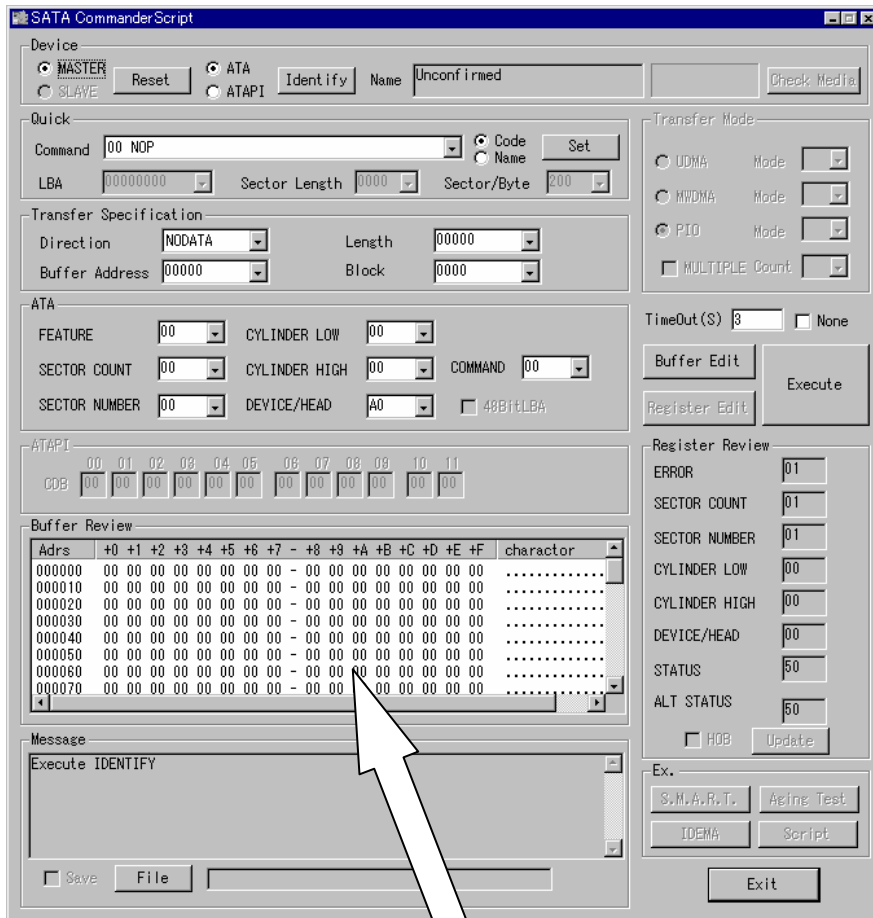 SATA CommanderScript
Device
MASTER Reset ATA Identify Name Unconfirmed Check Media
SLAVE ATAPI
Quick
Command 00 NOP Code Set
Name
LBA 00000000 Sector Length 0000 Sector/Byte 200
Transfer Specification
Direction NODATA Length 00000
Buffer Address 00000 Block 0000
ATA
FEATURE 00 CYLINDER LOW 00
SECTOR COUNT 00 CYLINDER HIGH 00 COMMAND 00
SECTOR NUMBER 00 DEVICE/HEAD A0 48BitLBA
ATAPI
00 01 02 03 04 05 06 07 08 09 10 11
CDB 00 00 00 00 00 00 00 00 00 00 00 00
Buffer Review
Adrs +0 +1 +2 +3 +4 +5 +6 +7 - +8 +9 +A +B +C +D +E +F charactor
000000 00 00 00 00 00 00 00 00 - 00 00 00 00 00 00 00 00 .............
000010 00 00 00 00 00 00 00 00 - 00 00 00 00 00 00 00 00 .............
000020 00 00 00 00 00 00 00 00 - 00 00 00 00 00 00 00 00 .............
000030 00 00 00 00 00 00 00 00 - 00 00 00 00 00 00 00 00 .............
000040 00 00 00 00 00 00 00 00 - 00 00 00 00 00 00 00 00 .............
000050 00 00 00 00 00 00 00 00 - 00 00 00 00 00 00 00 00 .............
000060 00 00 00 00 00 00 00 00 - 00 00 00 00 00 00 00 00 .............
000070 00 00 00 00 00 00 00 00 - 00 00 00 00 00 00 00 00 .............
Message
Execute IDENTIFY
Save File
Transfer Mode
UDMA Mode
MWDMA Mode
PIO Mode
MULTIPLE Count
TimeOut(S) 3 None
Buffer Edit Execute
Register Edit
Register Review
ERROR 01
SECTOR COUNT 01
SECTOR NUMBER 01
CYLINDER LOW 00
CYLINDER HIGH 00
DEVICE/HEAD 00
STATUS 50
ALT STATUS 50
HOB Update
Ex.
S.M.A.R.T. Aging Test
IDEMA Script
Exit